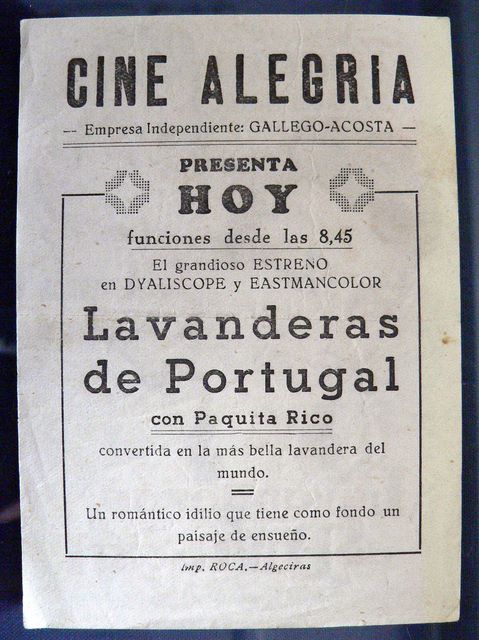 CINE ALEGRIA
-- Empresa Independiente: GALLEGO-ACOSTA —
PRESENTA
HOY
funciones desde las 8,45
El grandioso ESTRENO
en DYALISCOPE y EASTMANCOLOR
Lavanderas
de Portugal
con Paquita Rico
convertida en la más bella lavandera del
mundo.
Un romántico idilio que tiene como fondo un
paisaje de ensueño.
Imp. ROCA.—Algeciras